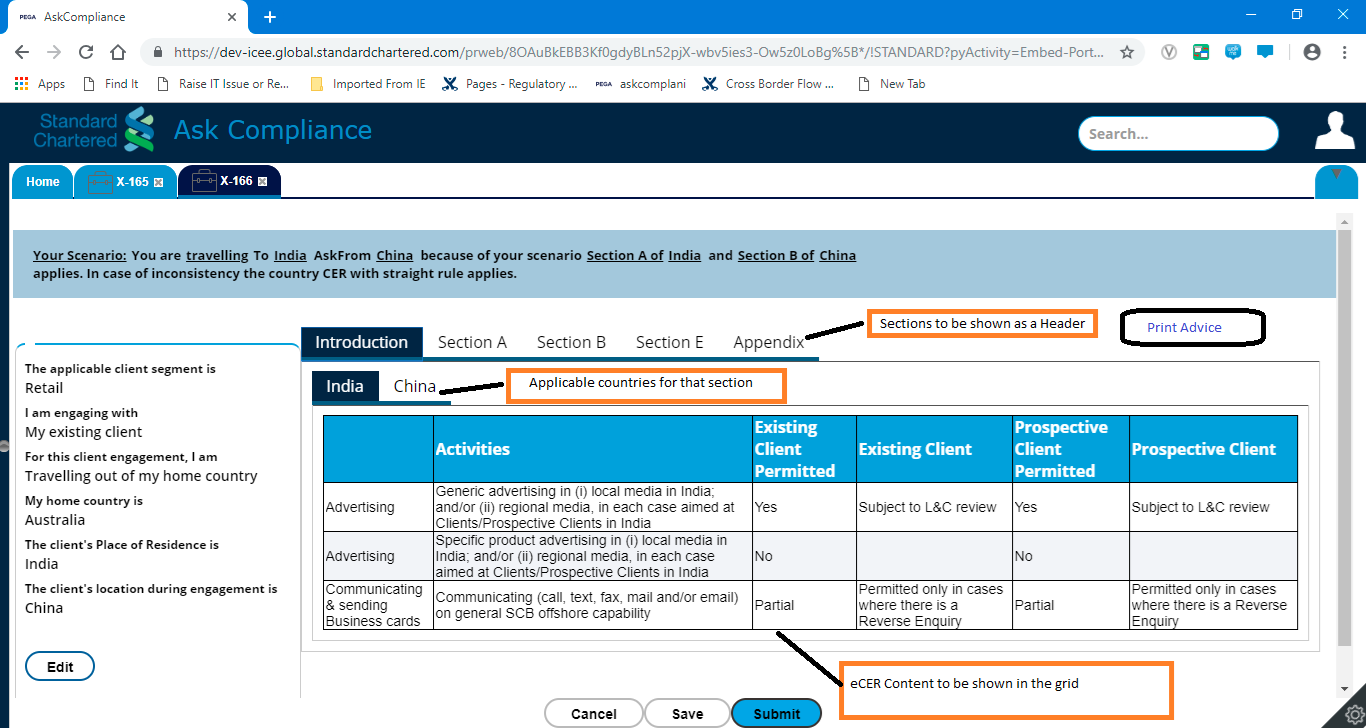 PEGA AskCompliance
https://dev-icee.global.standardchartered.com/prweb/8OAuBkEBB3Kf0gdyBLn52pjX-wbv5ies3-Ow5z0LoBg%5B*/!STANDARD?pyActivity=Embed-Port...
Apps Find It Raise IT Issue or Re... Imported From IE Pages - Regulatory ... PEGA askcomplani Cross Border Flow ... New Tab
Standard
Chartered
Ask Compliance
Search...
Home X-165 X-166
Your Scenario: You are travelling To India AskFrom China because of your scenario Section A of India and Section B of China
applies. In case of inconsistency the country CER with straight rule applies.
Sections to be shown as a Header
Print Advice
Introduction Section A Section B Section E Appendix
India China
Applicable countries for that section
The applicable client segment is
Retail
I am engaging with
My existing client
For this client engagement, I am
Travelling out of my home country
My home country is
Australia
The client's Place of Residence is
India
The client's location during engagement is
China
Edit
Activities
Existing
Client
Permitted
Existing Client
Prospective
Client
Permitted
Prospective Client
Advertising
Generic advertising in (i) local media in India;
and/or (ii) regional media, in each case aimed at
Clients/Prospective Clients in India
Yes
Subject to L&C review
Yes
Subject to L&C review
Advertising
Specific product advertising in (i) local media in
India; and/or (ii) regional media, in each case
aimed at Clients/Prospective Clients in India
No
No
Communicating
& sending
Business cards
Communicating (call, text, fax, mail and/or email)
on general SCB offshore capability
Partial
Permitted only in cases
where there is a
Reverse Enquiry
Partial
Permitted only in cases
where there is a Reverse
Enquiry
eCER Content to be shown in the grid
Cancel Save Submit